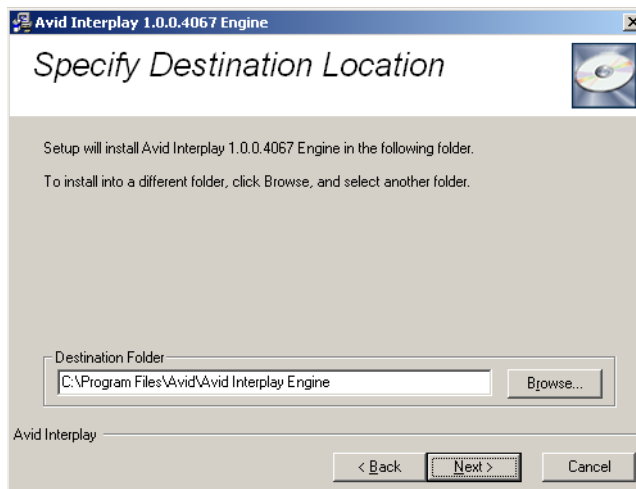 Avid Interplay 1.0.0.4067 Engine
Specify Destination Location
Setup will install Avid Interplay 1.0.0.4067 Engine in the following folder.
To install into a different folder, click Browse, and select another folder.
Destination Folder
C:\Program Files\Avid\Avid Interplay Engine
Browse...
Avid Interplay
< Back
Next >
Cancel